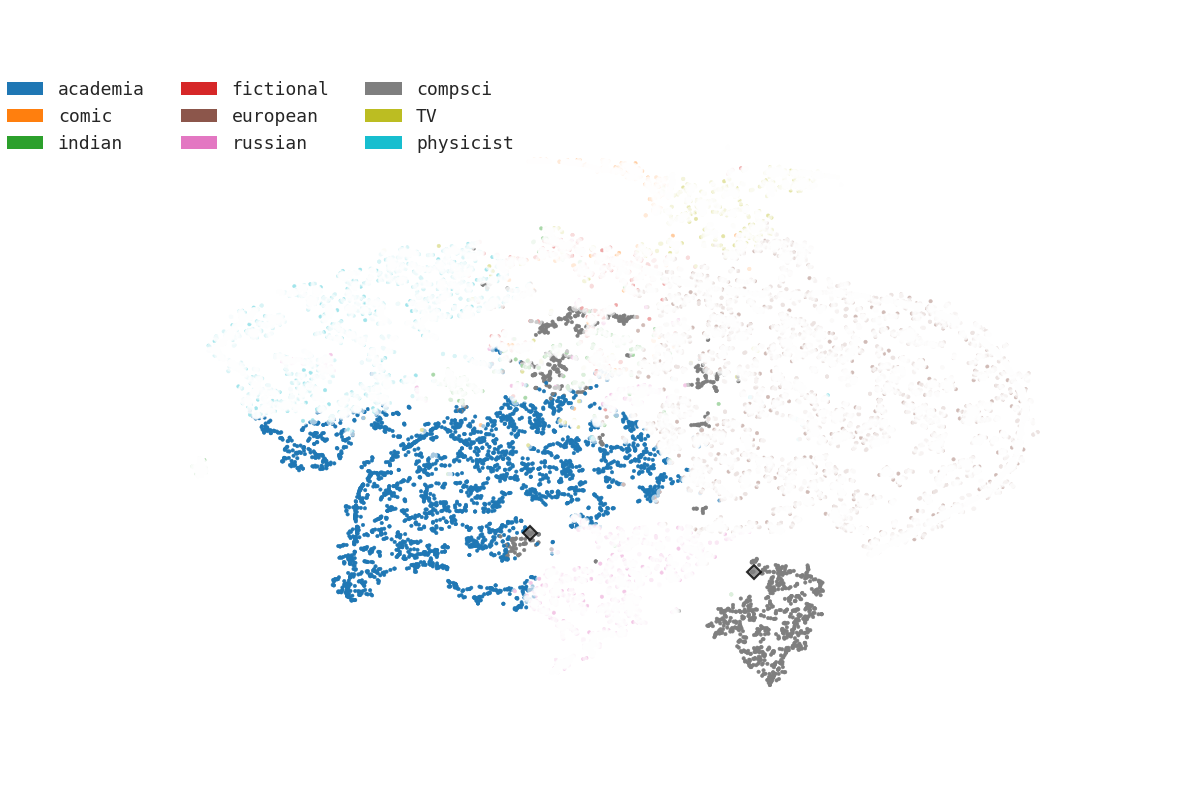 academia fictional compsci
comic european TV
indian russian physicist